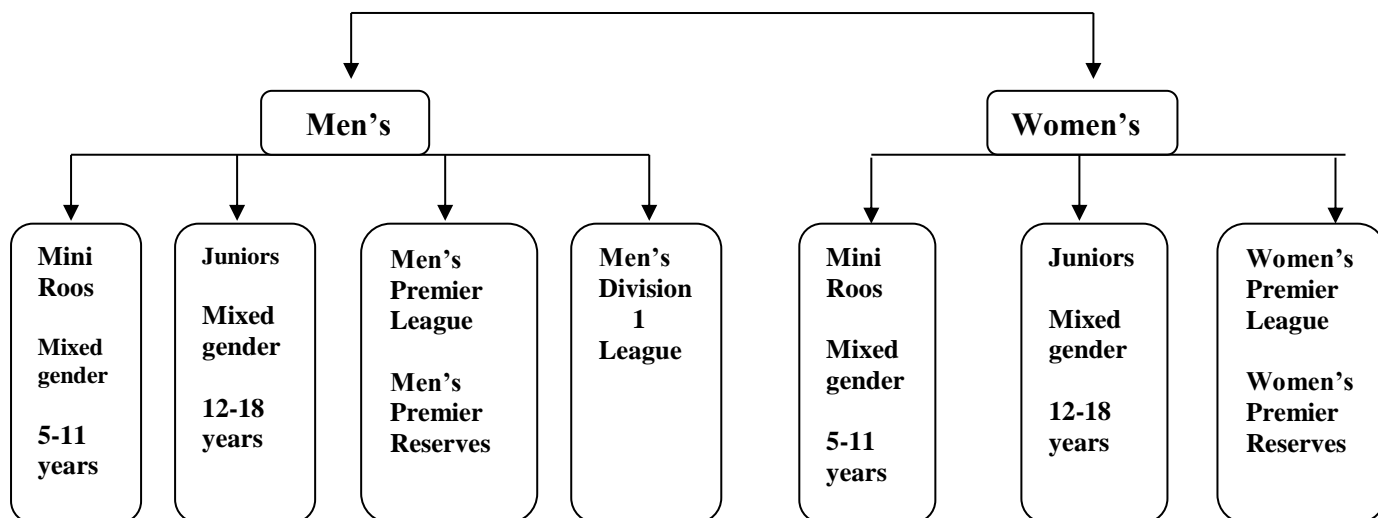 Men’s
Women’s
Mini
Roos
Mixed
gender
5-11
years
Juniors
Mixed
gender
12-18
years
Men’s
Premier
League
Men’s
Premier
Reserves
Men’s
Division
1
League
Mini
Roos
Mixed
gender
5-11
years
Juniors
Mixed
gender
12-18
years
Women’s
Premier
League
Women’s
Premier
Reserves